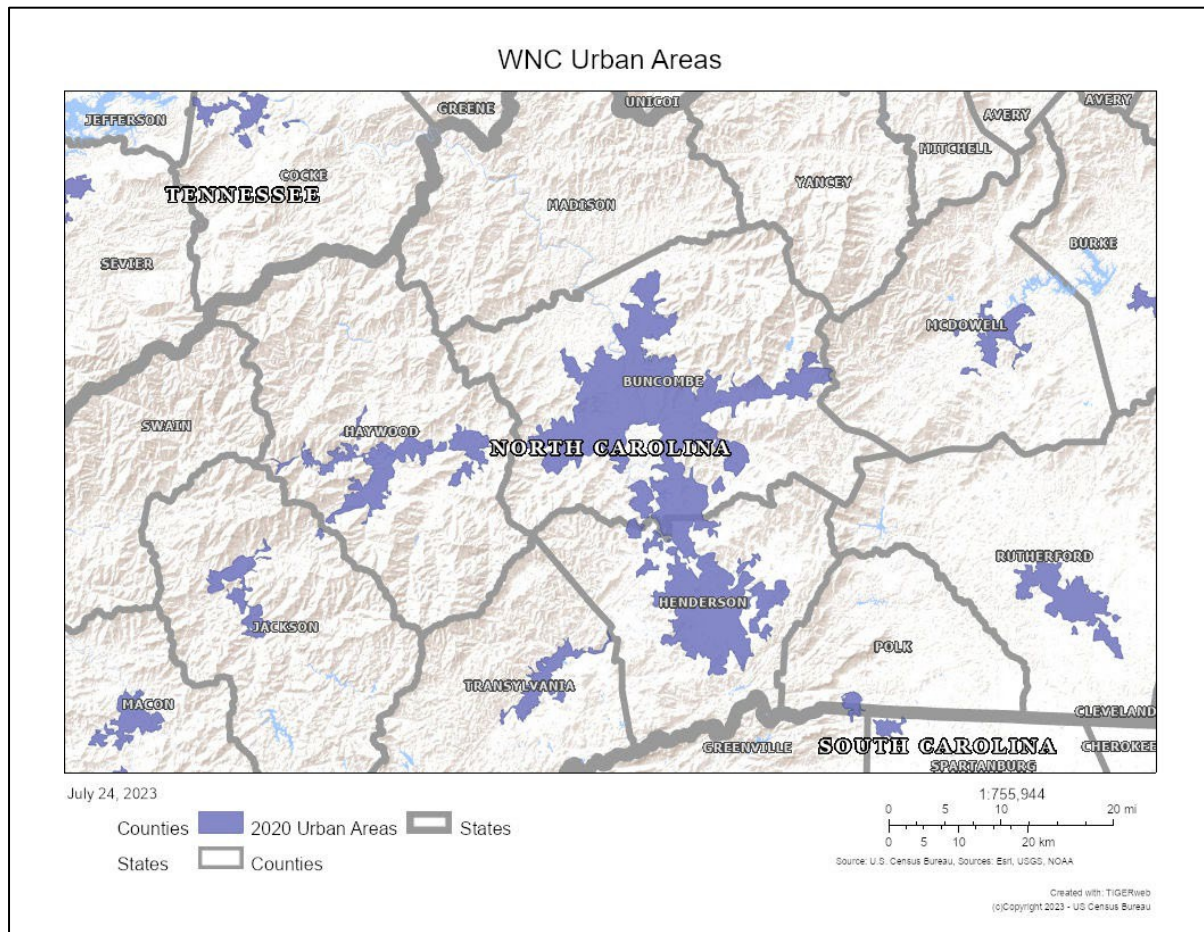 WNC Urban Areas
GREENE
UNICOI
AVERY
AVERY
JEFFERSON
MITCHELL
COCKE
YANCEY
TENNESSEE
MADISON
BURKE
SEVIER
MCDOWELL
BUNCOMBE
SWAIN
HAYWOOD
NORTH CAROLINA
RUTHERFORD
HENDERSON
JACKSON
POLK
TRANSYLVANIA
MACON
CLEVELAND
GREENVILLE
SOUTH CAROLINA
CHEROKEE
SPARTANBURG
July 24, 2023
1:755,944
0 5 10 20 mi
0 5 10 20 km
Counties 2020 Urban Areas States
States Counties
Source: U.S. Census Bureau, Sources: Esri, USGS, NOAA
Created with: TIGERweb
(c)Copyright 2023 - US Census Bureau